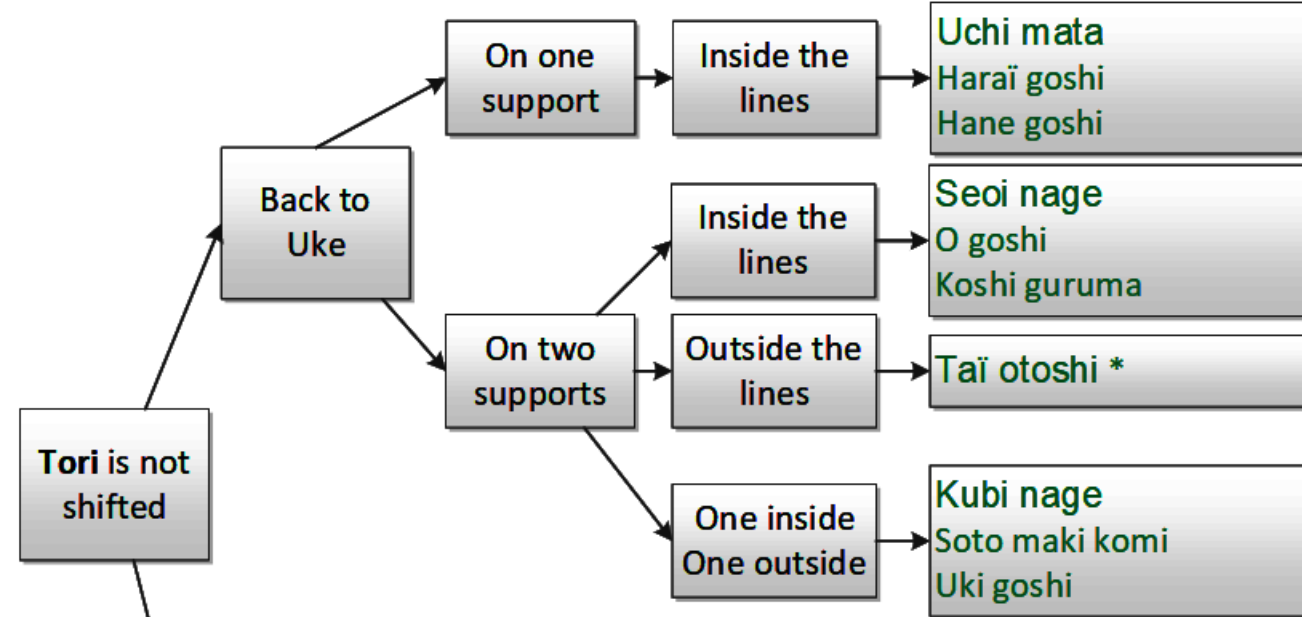 On one
support
Inside the
lines
Uchi mata
Haraï goshi
Hane goshi
Back to
Uke
Inside the
lines
Seoi nage
O goshi
Koshi guruma
On two
supports
Outside the
lines
Taï otoshi *
Tori is not
shifted
One inside
One outside
Kubi nage
Soto maki komi
Uki goshi